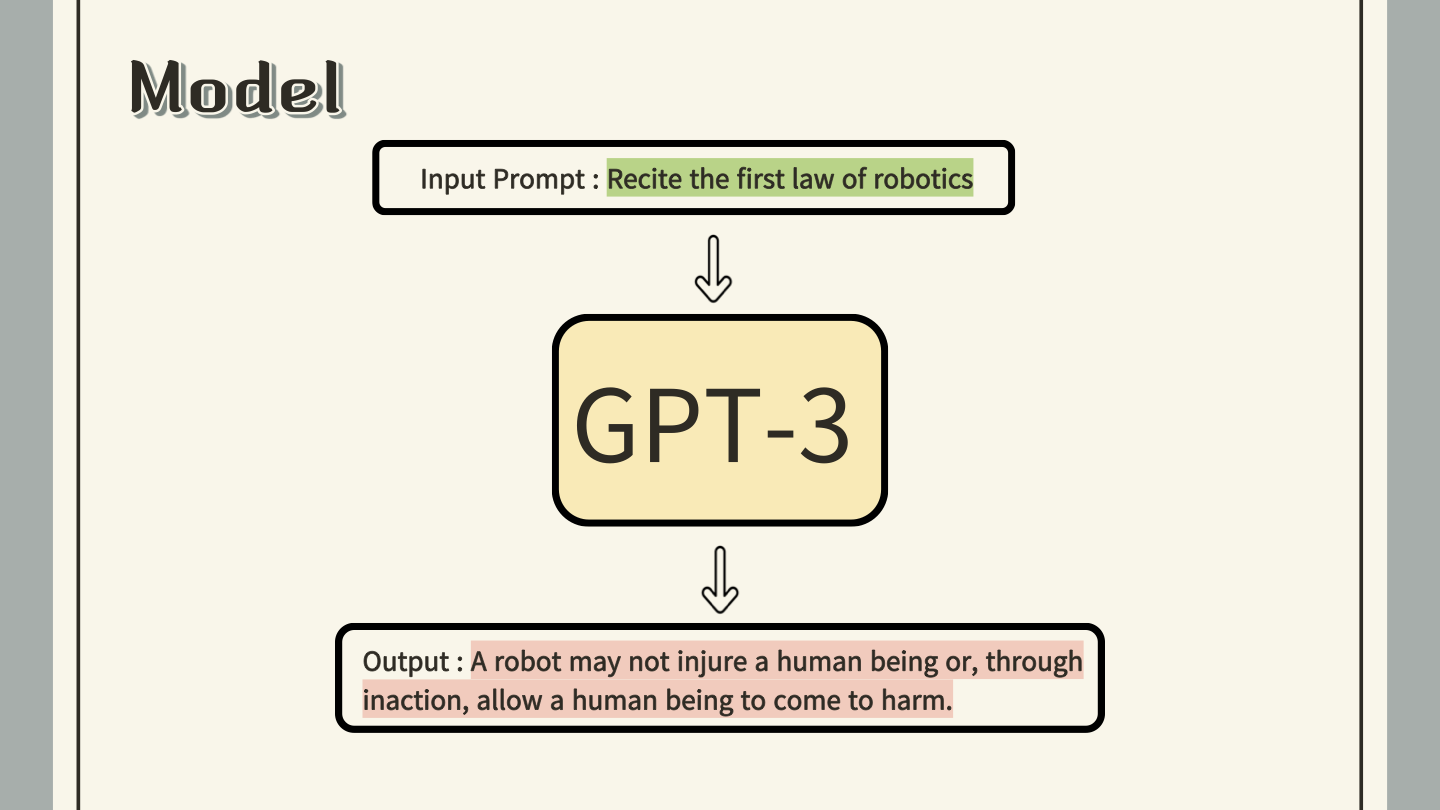 Model
Input Prompt : Recite the first law of robotics
GPT-3
Output : A robot may not injure a human being or, through
inaction, allow a human being to come to harm.